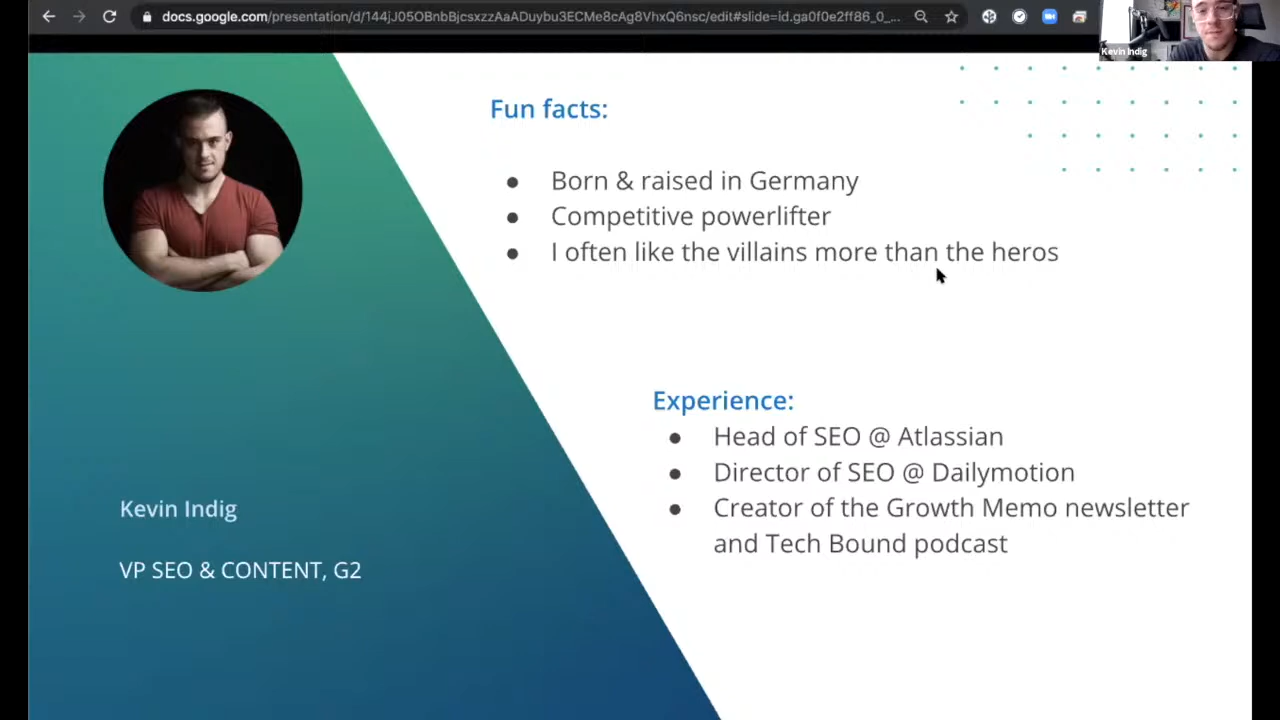 docs.google.com/presentation/d/144jJ05OBnbBjcsxzzAaADuybu3ECMe8cAg8VhxQ6nsc/edit#slide=id.ga0f0e2ff86_0_...
Kevin Indig
Fun facts:
● Born & raised in Germany
● Competitive powerlifter
● I often like the villains more than the heros
Experience:
● Head of SEO @ Atlassian
● Director of SEO @ Dailymotion
● Creator of the Growth Memo newsletter
and Tech Bound podcast
Kevin Indig
VP SEO & CONTENT, G2